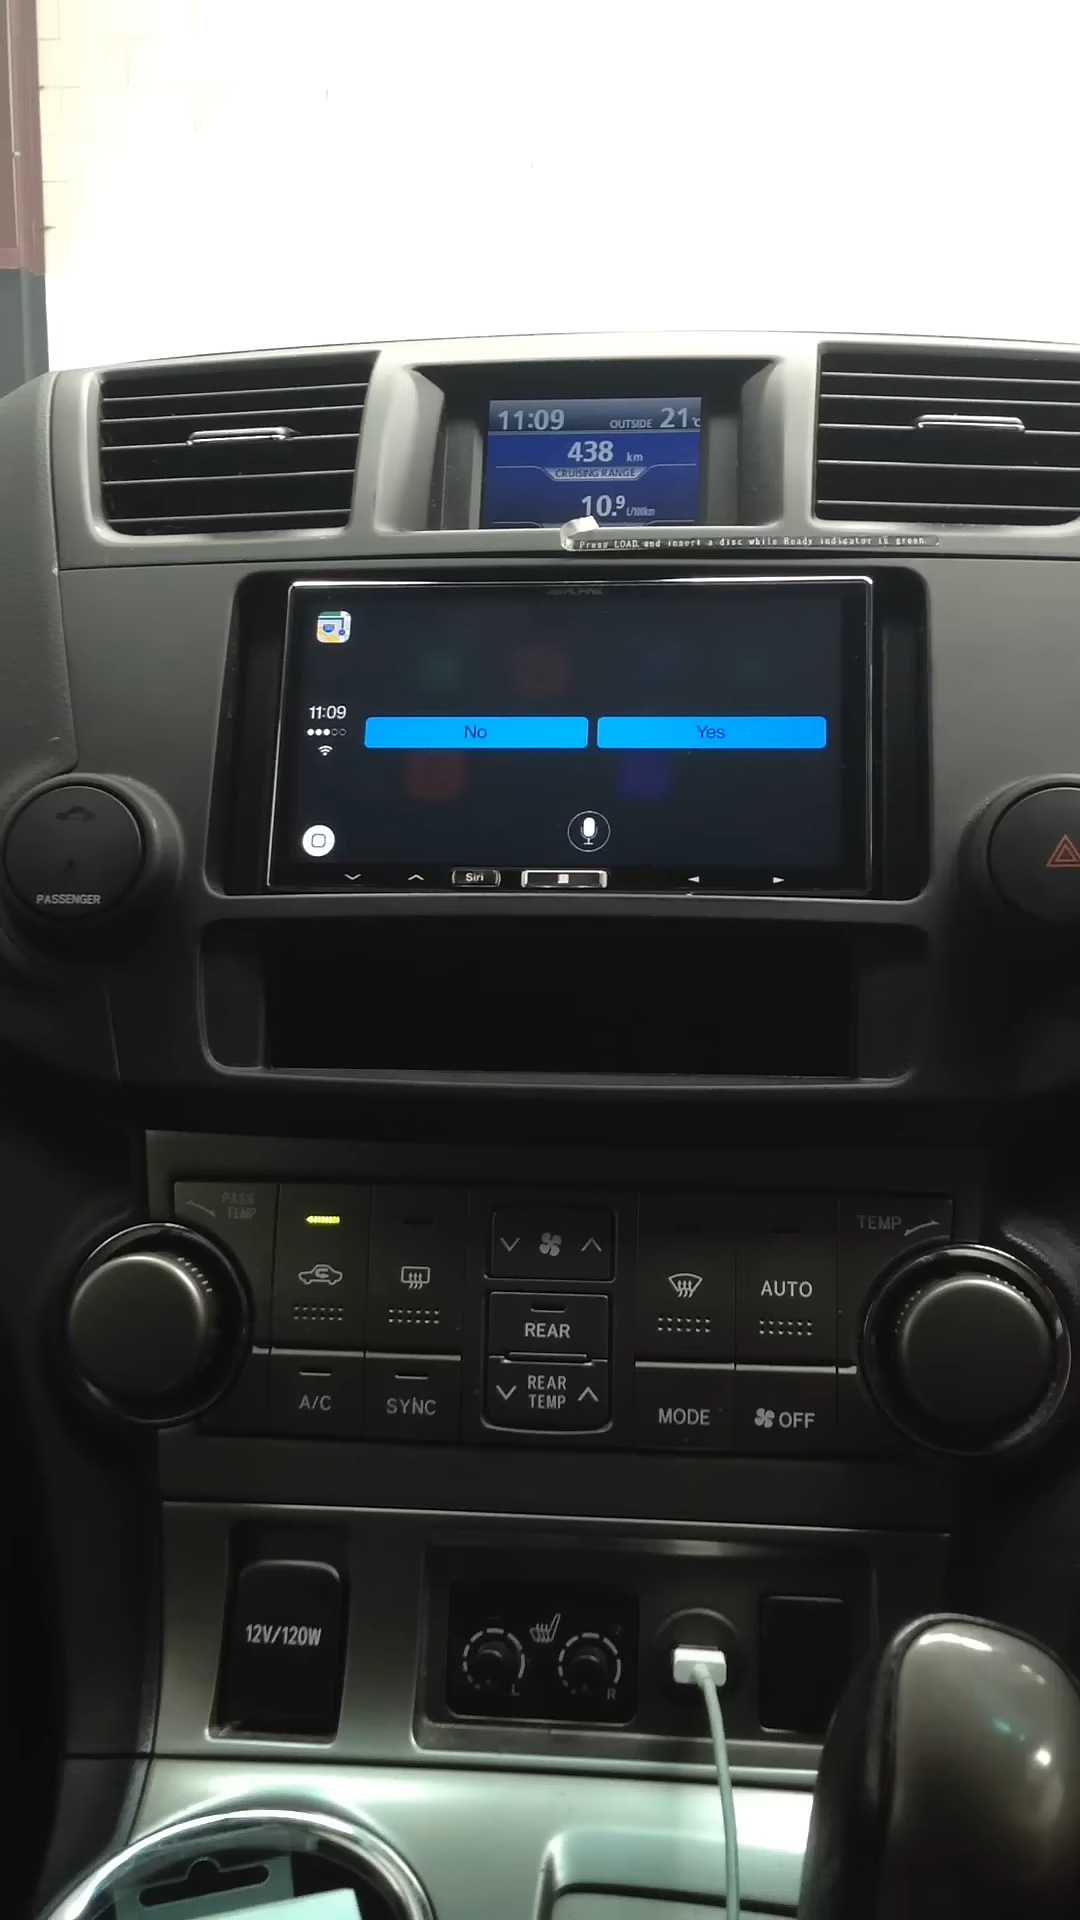 11:09 OUTSIDE 21℃
438 km
CRUISING RANGE
10.9 L/100km
Press LOAD and insert a disc while Ready indicator is green.
ALPINE
11:09
No Yes
Siri
PASSENGER
PASS TEMP
TEMP
AUTO
REAR
REAR TEMP
A/C SYNC
MODE OFF
12V/120W
L R